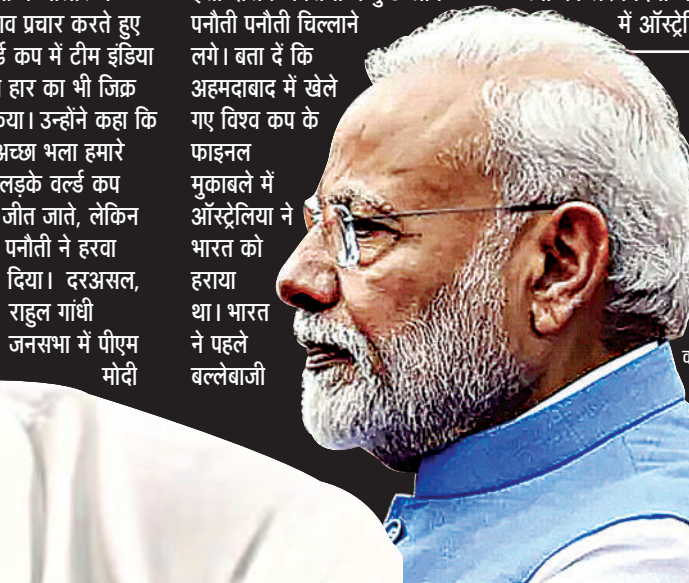 व प्रचार करते हुए
कप में टीम इंडिया
हार का भी जिक्र
किया। उन्होंने कहा कि
अच्छा भला हमारे
लड़के वर्ल्ड कप
जीत जाते, लेकिन
पनौती ने हरवा
दिया। दरअसल,
राहुल गांधी
जनसभा में पीएम
मोदी
पनौती पनौती चिल्लाने
लगे। बता दें कि
अहमदाबाद में खेले
गए विश्व कप के
फाइनल
मुकाबले में
ऑस्ट्रेलिया ने
भारत को
हराया
था। भारत
ने पहले
बल्लेबाजी
में ऑस्ट्रे